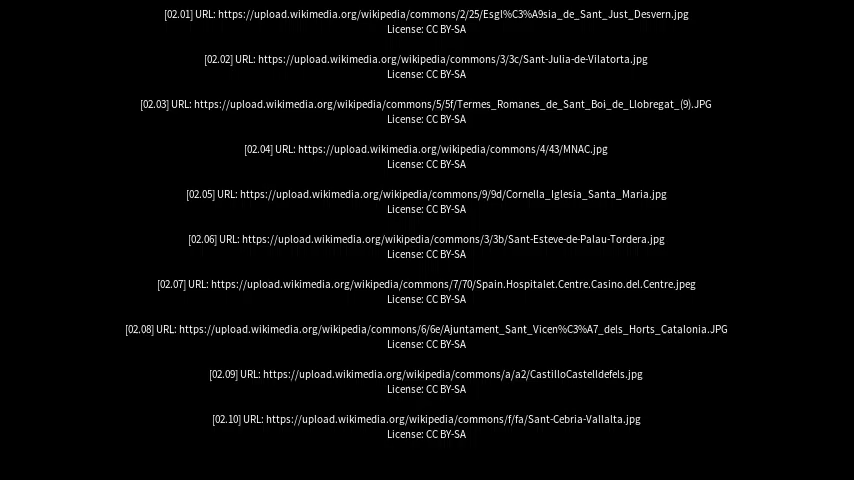 [02.01] URL: https://upload.wikimedia.org/wikipedia/commons/2/25/Esgl%C3%A9sia_de_Sant_Just_Desvern.jpg
License: CC BY-SA
[02.02] URL: https://upload.wikimedia.org/wikipedia/commons/3/3c/Sant-Julia-de-Vilatorta.jpg
License: CC BY-SA
[02.03] URL: https://upload.wikimedia.org/wikipedia/commons/5/5f/Termes_Romanes_de_Sant_Boi_de_Llobregat_(9).JPG
License: CC BY-SA
[02.04] URL: https://upload.wikimedia.org/wikipedia/commons/4/43/MNAC.jpg
License: CC BY-SA
[02.05] URL: https://upload.wikimedia.org/wikipedia/commons/9/9d/Cornella_Iglesia_Santa_Maria.jpg
License: CC BY-SA
[02.06] URL: https://upload.wikimedia.org/wikipedia/commons/3/3b/Sant-Esteve-de-Palau-Tordera.jpg
License: CC BY-SA
[02.07] URL: https://upload.wikimedia.org/wikipedia/commons/7/70/Spain.Hospitalet.Centre.Casino.del.Centre.jpeg
License: CC BY-SA
[02.08] URL: https://upload.wikimedia.org/wikipedia/commons/6/6e/Ajuntament_Sant_Vicen%C3%A7_dels_Horts_Catalonia.JPG
License: CC BY-SA
[02.09] URL: https://upload.wikimedia.org/wikipedia/commons/a/a2/CastilloCastelldefels.jpg
License: CC BY-SA
[02.10] URL: https://upload.wikimedia.org/wikipedia/commons/f/fa/Sant-Cebria-Vallalta.jpg
License: CC BY-SA